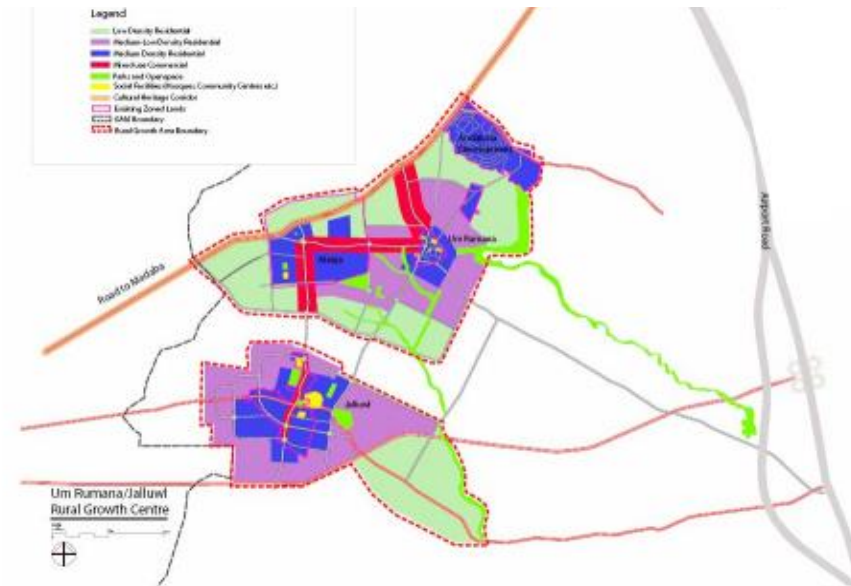 Legend
Low Density Residential
Medium-Low Density Residential
Medium Density Residential
Mixed use Commercial
Parks and Openspace
Social Facilities (Mosques, Community Centres etc.)
Cultural Heritage Corridor
Existing Zoned Lands
GAM Boundary
Rural Growth Area Boundary
Andalusia
Development
Um Rumana
Airport Road
Road to Madaba
Jalluwl
Um Rumana/Jalluwl
Rural Growth Centre